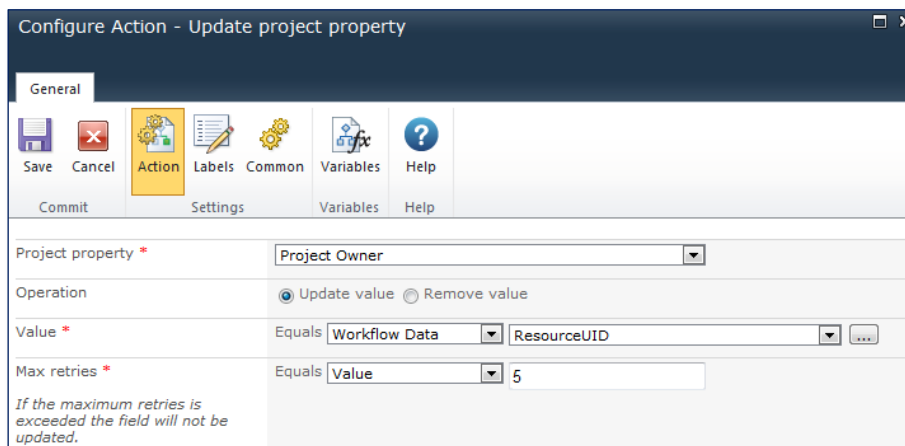 Configure Action - Update project property
General
Save Cancel Action Labels Common Variables Help
Commit Settings Variables Help
Project property * Project Owner
Operation Update value Remove value
Value * Equals Workflow Data ResourceUID ...
Max retries * Equals Value 5
If the maximum retries is
exceeded the field will not be
updated.